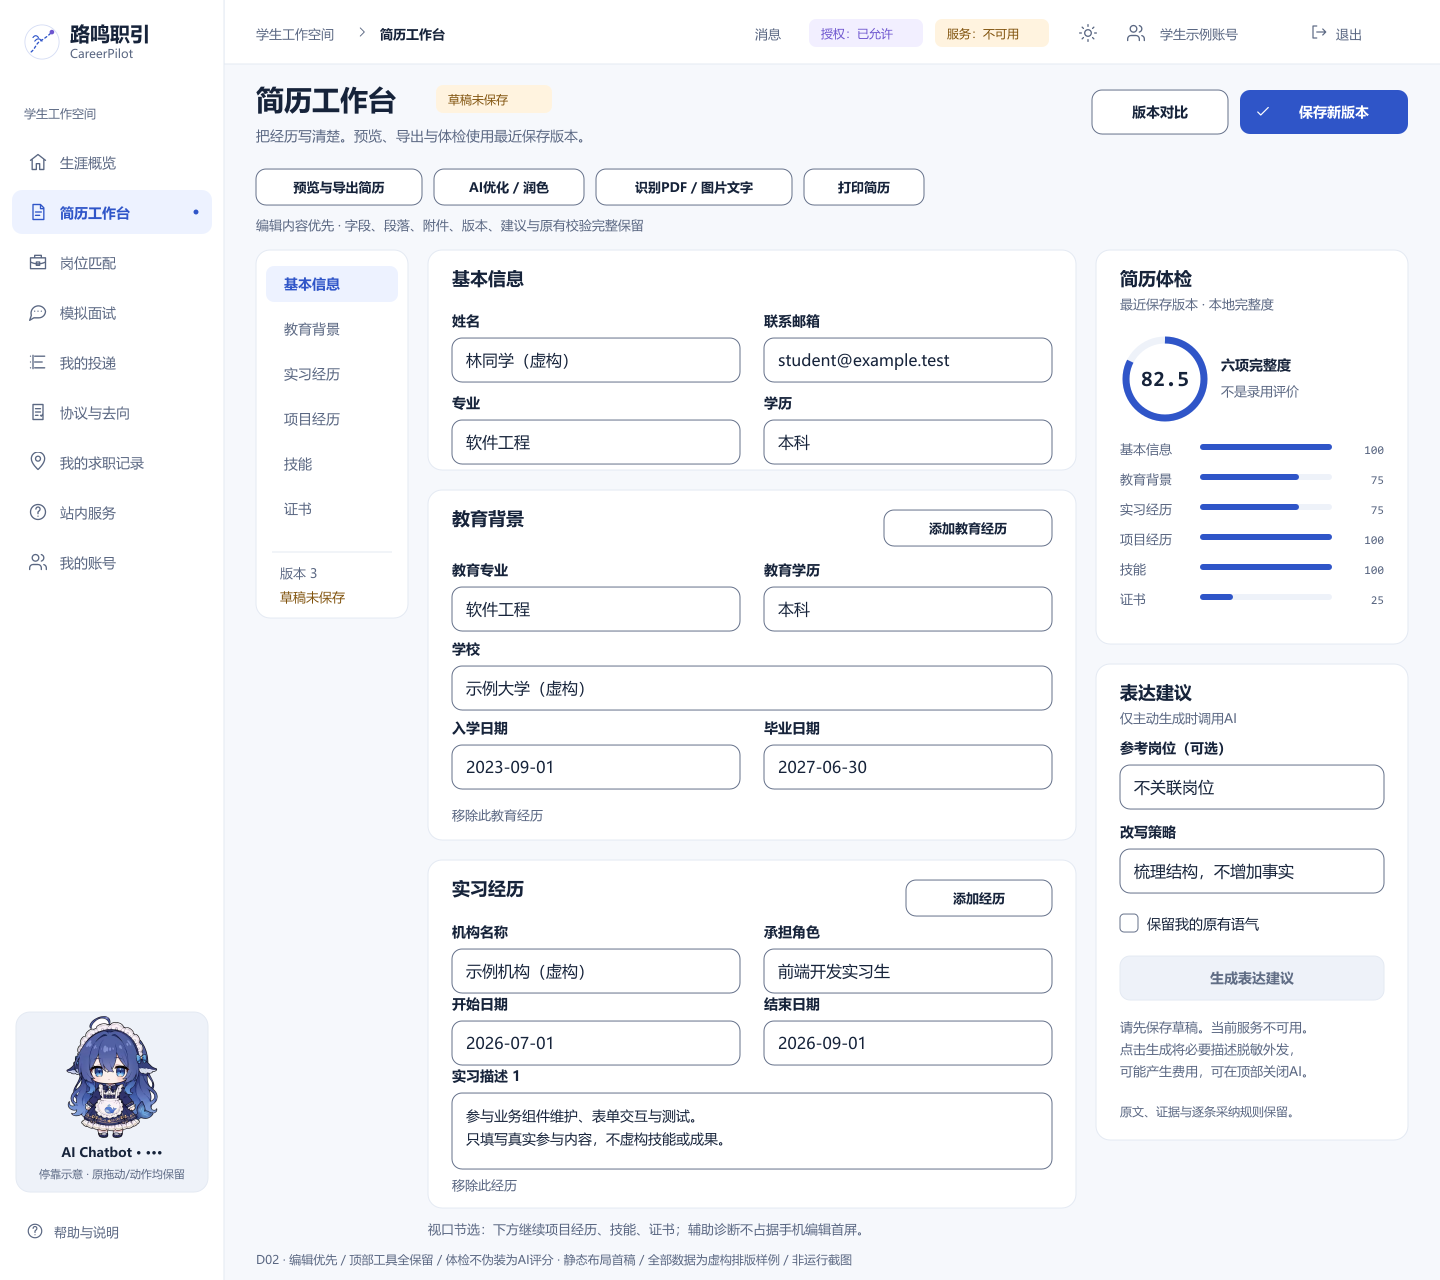 路鸣职引
CareerPilot
学生工作空间
生涯概览
简历工作台
岗位匹配
模拟面试
我的投递
协议与去向
我的求职记录
站内服务
我的账号
AI Chatbot • •••
停靠示意 · 原拖动/动作均保留
帮助与说明
学生工作空间 > 简历工作台
消息
授权：已允许
服务：不可用
学生示例账号
退出
简历工作台
草稿未保存
把经历写清楚。预览、导出与体检使用最近保存版本。
版本对比
保存新版本
预览与导出简历
AI优化 / 润色
识别PDF / 图片文字
打印简历
编辑内容优先 · 字段、段落、附件、版本、建议与原有校验完整保留
基本信息
教育背景
实习经历
项目经历
技能
证书
版本 3
草稿未保存
基本信息
姓名
林同学（虚构）
联系邮箱
student@example.test
专业
软件工程
学历
本科
教育背景
添加教育经历
教育专业
软件工程
教育学历
本科
学校
示例大学（虚构）
入学日期
2023-09-01
毕业日期
2027-06-30
移除此教育经历
实习经历
添加经历
机构名称
示例机构（虚构）
承担角色
前端开发实习生
开始日期
2026-07-01
结束日期
2026-09-01
实习描述 1
参与业务组件维护、表单交互与测试。
只填写真实参与内容，不虚构技能或成果。
移除此经历
视口节选：下方继续项目经历、技能、证书；辅助诊断不占据手机编辑首屏。
简历体检
最近保存版本 · 本地完整度
82.5
六项完整度
不是录用评价
基本信息 100
教育背景 75
实习经历 75
项目经历 100
技能 100
证书 25
表达建议
仅主动生成时调用AI
参考岗位（可选）
不关联岗位
改写策略
梳理结构，不增加事实
保留我的原有语气
生成表达建议
请先保存草稿。当前服务不可用。
点击生成将必要描述脱敏外发，
可能产生费用，可在顶部关闭AI。
原文、证据与逐条采纳规则保留。
D02 · 编辑优先 / 顶部工具全保留 / 体检不伪装为AI评分 · 静态布局首稿 / 全部数据为虚构排版样例 / 非运行截图